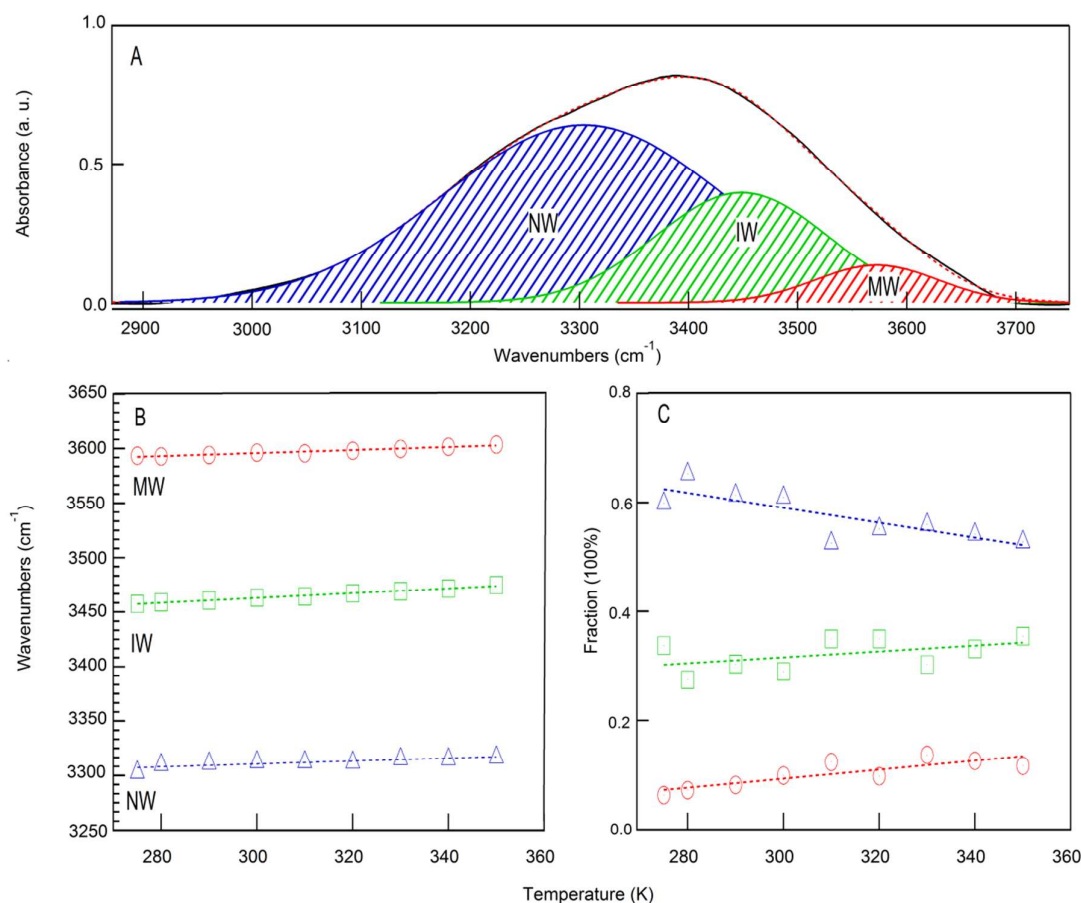 1.0
A
Absorbance (a. u.)
0.5
NW
IW
MW
0.0
2900 3000 3100 3200 3300 3400 3500 3600 3700
Wavenumbers (cm⁻¹)
3650
B
3600
MW
3550
Wavenumbers (cm⁻¹)
3500
3450
IW
3400
3350
3300
NW
3250
280 300 320 340 360
0.8
C
0.6
Fraction (100%)
0.4
0.2
0.0
280 300 320 340 360
Temperature (K)